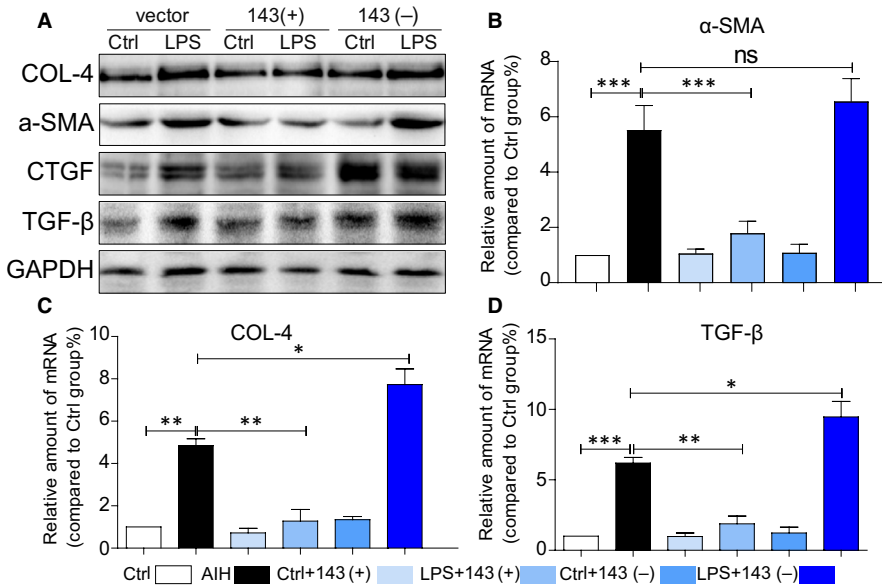 A
vector 143(+) 143 (–)
Ctrl LPS Ctrl LPS Ctrl LPS
COL-4
a-SMA
CTGF
TGF-β
GAPDH
B
α-SMA
Relative amount of mRNA
(compared to Ctrl group%)
8
6
4
2
0
*** *** ns
C
COL-4
Relative amount of mRNA
(compared to Ctrl group%)
10
8
6
4
2
0
** ** *
D
TGF-β
Relative amount of mRNA
(compared to Ctrl group%)
15
10
5
0
*** ** *
Ctrl AIH Ctrl+143 (+) LPS+143 (+) Ctrl+143 (–) LPS+143 (–)